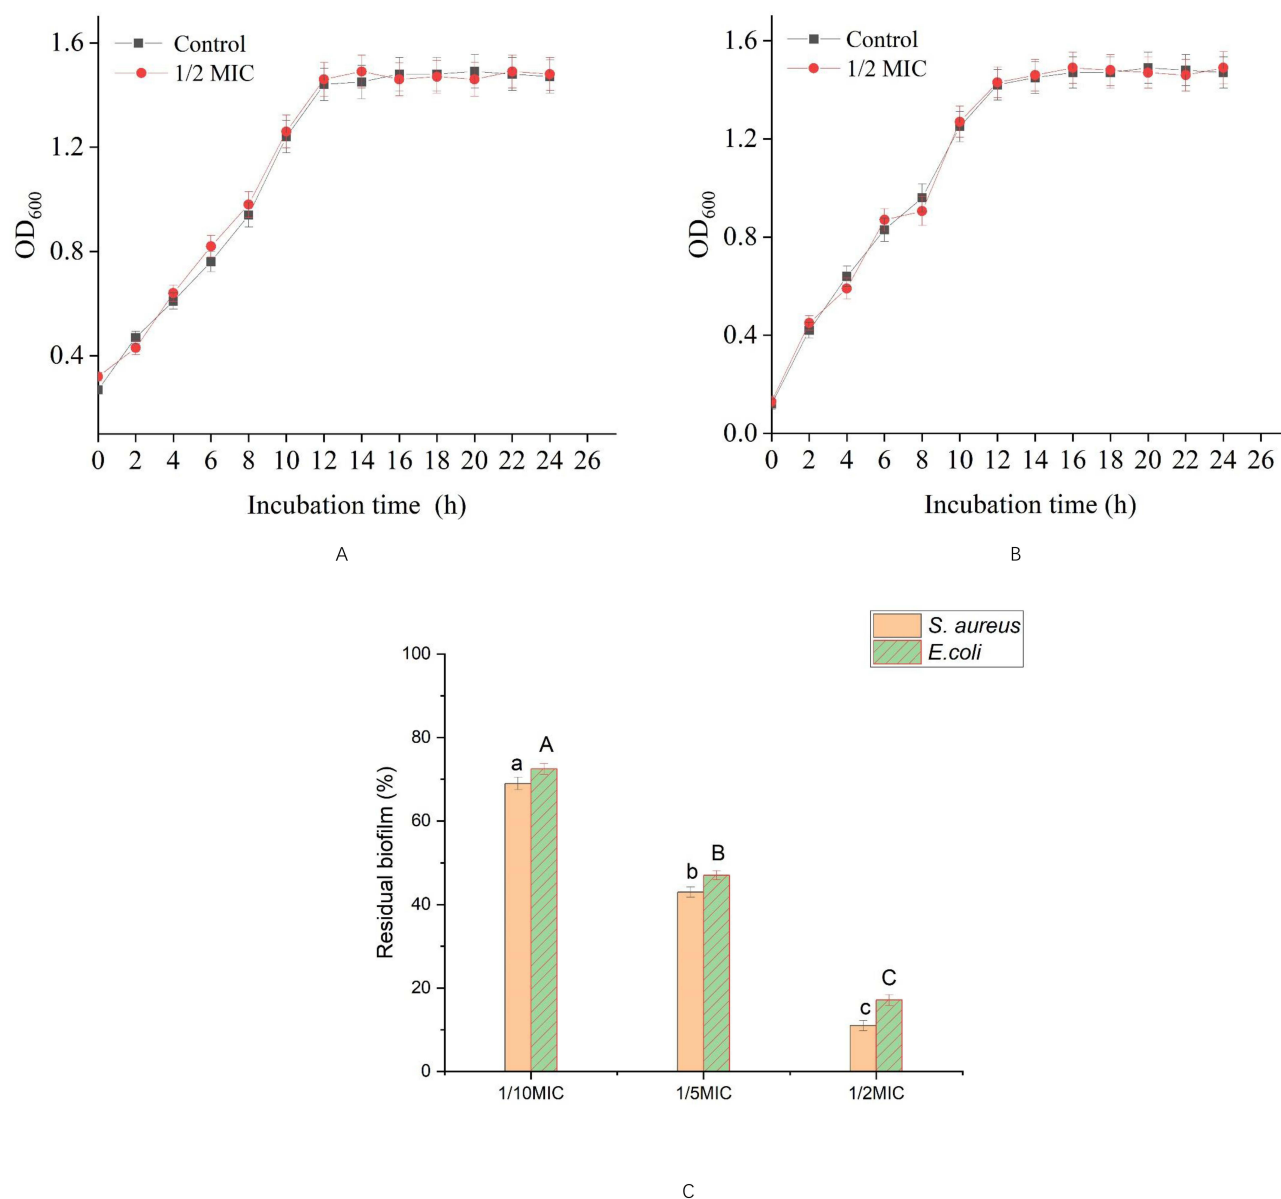 Control
1/2 MIC
1.6
1.2
0.8
0.4
OD600
0 2 4 6 8 10 12 14 16 18 20 22 24 26
Incubation time (h)
A
Control
1/2 MIC
1.6
1.2
0.8
0.4
0.0
OD600
0 2 4 6 8 10 12 14 16 18 20 22 24 26
Incubation time (h)
B
S. aureus
E.coli
100
80
60
40
20
0
Residual biofilm (%)
a A
b B
c C
1/10MIC 1/5MIC 1/2MIC
C